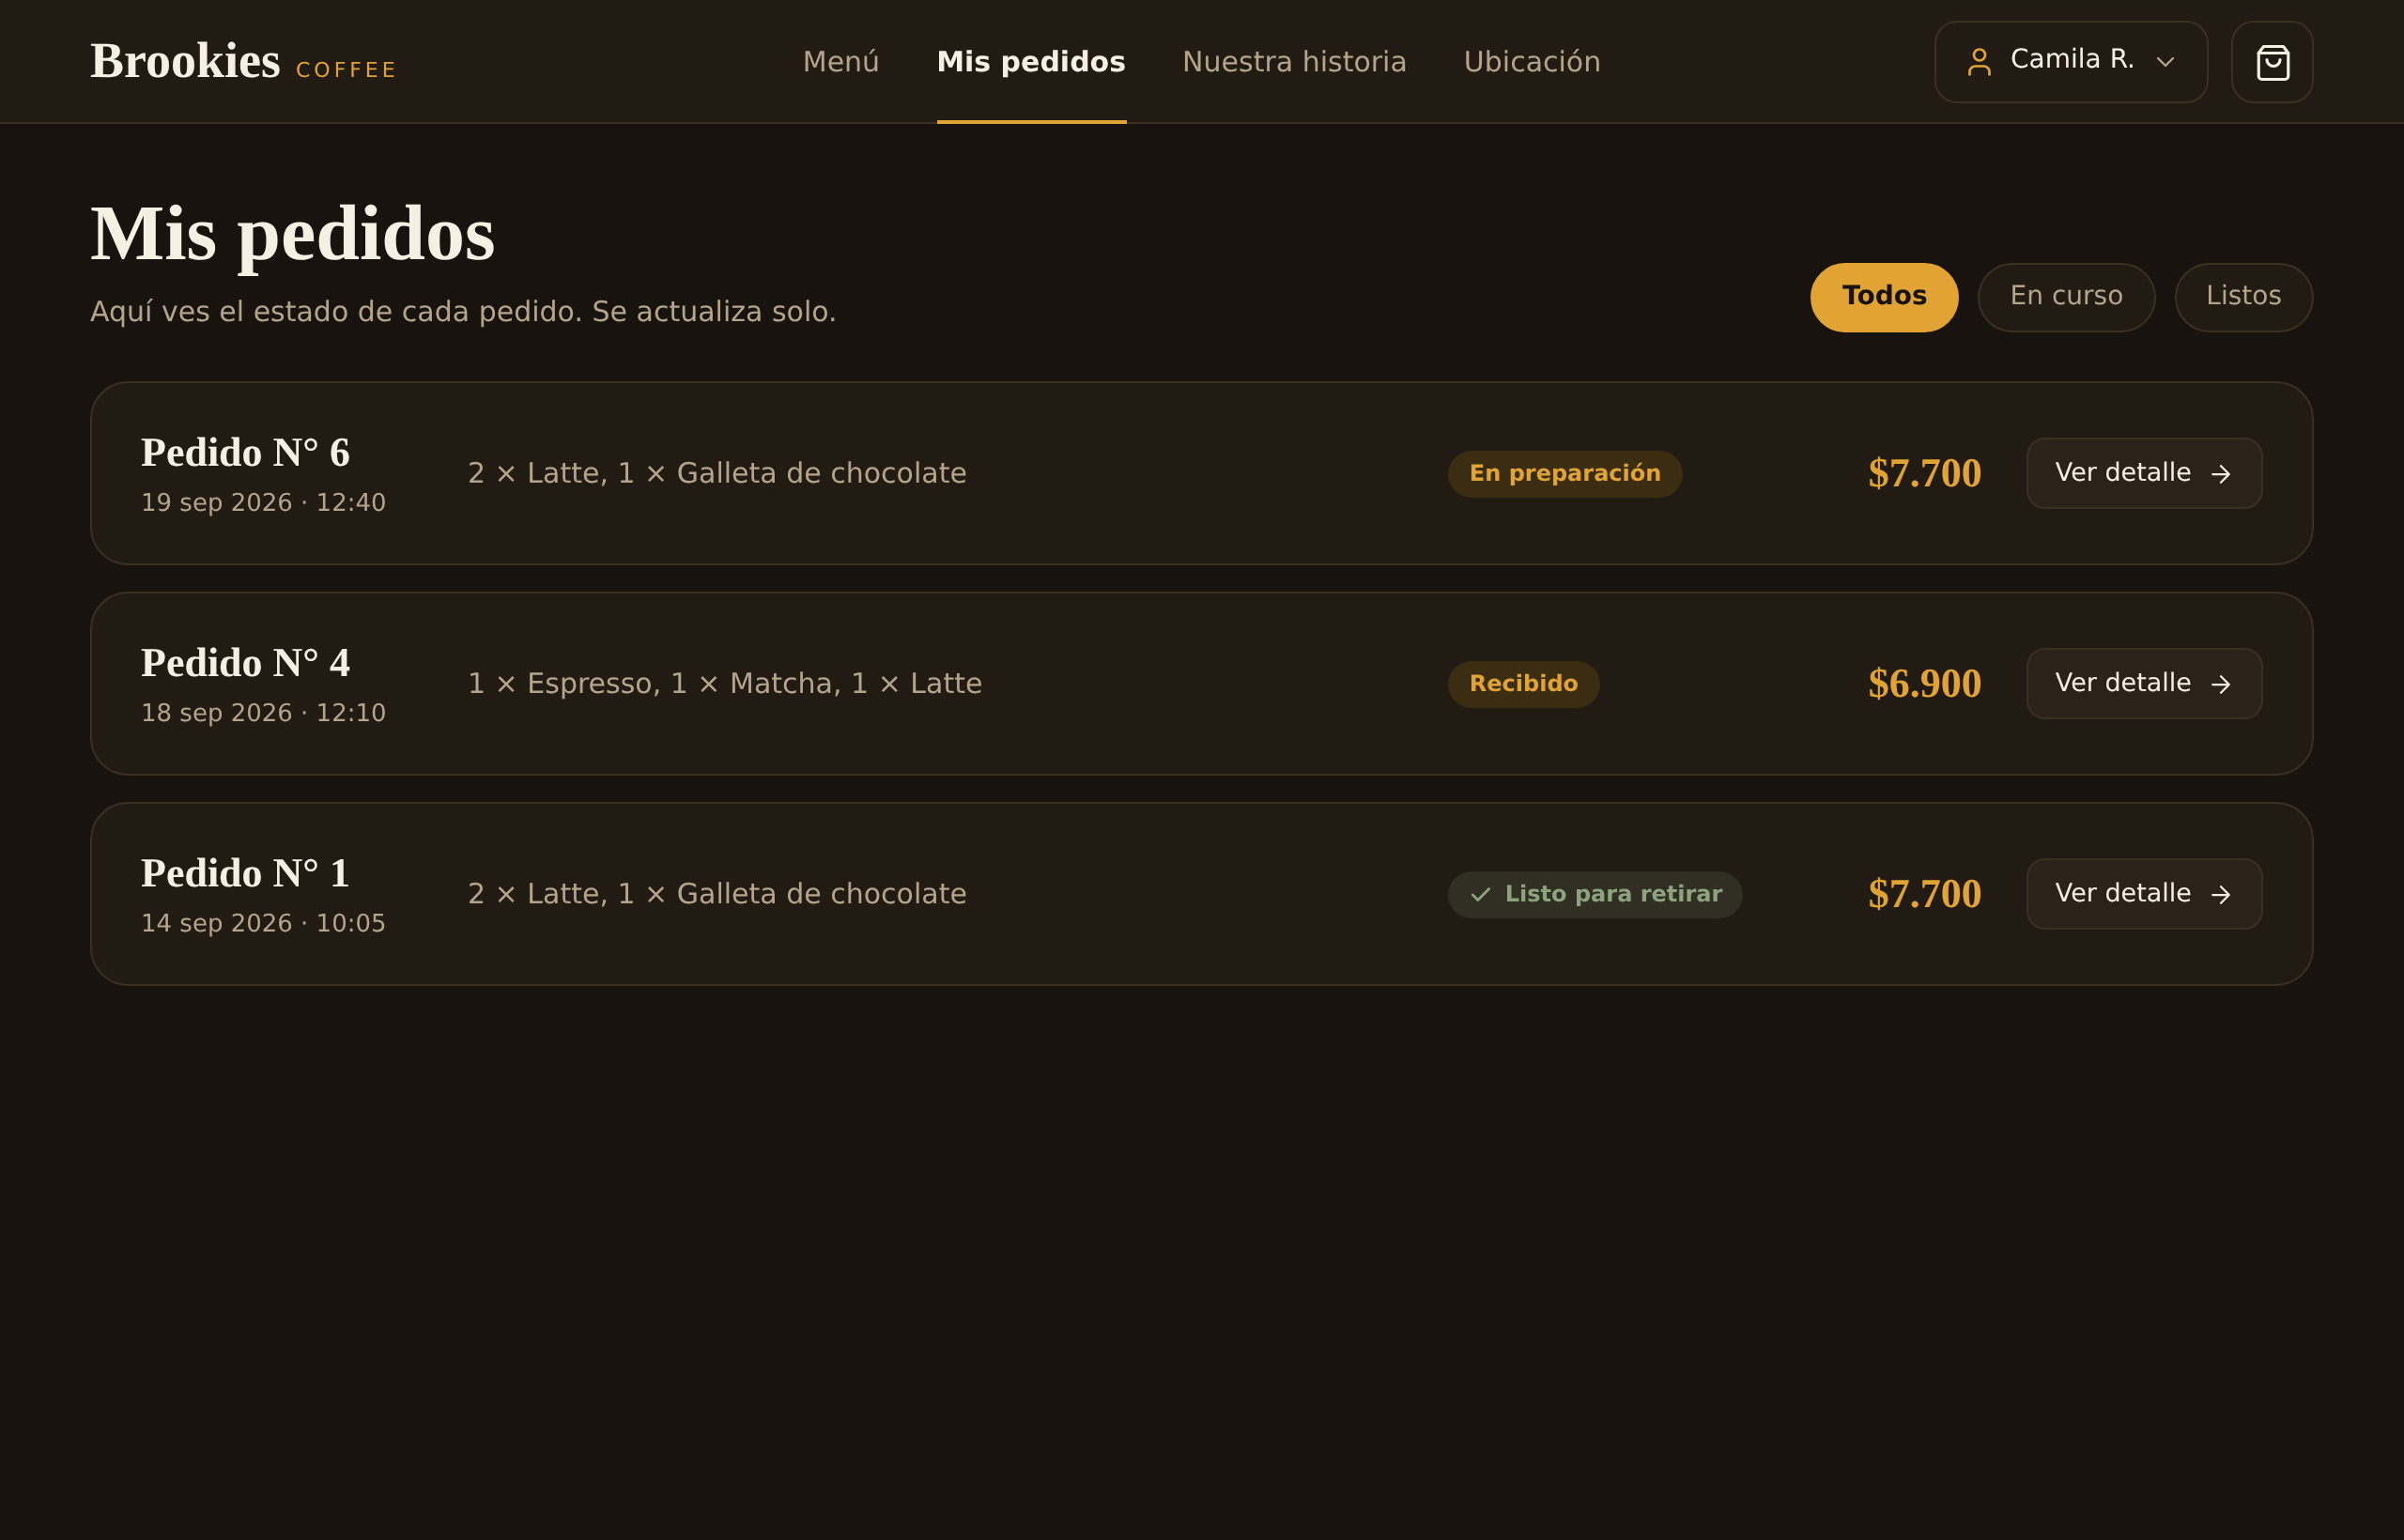 Brookies COFFEE
Menú
Mis pedidos
Nuestra historia
Ubicación
Camila R.
Mis pedidos
Aquí ves el estado de cada pedido. Se actualiza solo.
Todos
En curso
Listos
Pedido N° 6
19 sep 2026 · 12:40
2 × Latte, 1 × Galleta de chocolate
En preparación
$7.700
Ver detalle →
Pedido N° 4
18 sep 2026 · 12:10
1 × Espresso, 1 × Matcha, 1 × Latte
Recibido
$6.900
Ver detalle →
Pedido N° 1
14 sep 2026 · 10:05
2 × Latte, 1 × Galleta de chocolate
✓ Listo para retirar
$7.700
Ver detalle →